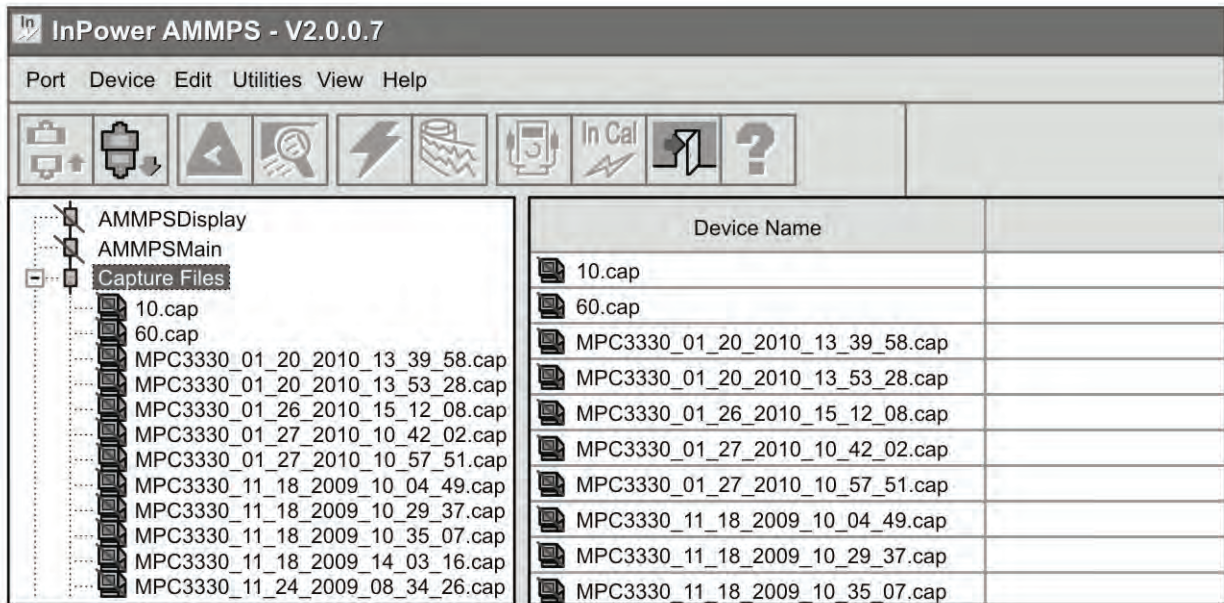 In InPower AMMPS - V2.0.0.7
Port Device Edit Utilities View Help
In Cal ?
AMMPSDisplay
AMMPSMain
Capture Files
10.cap
60.cap
MPC3330_01_20_2010_13_39_58.cap
MPC3330_01_20_2010_13_53_28.cap
MPC3330_01_26_2010_15_12_08.cap
MPC3330_01_27_2010_10_42_02.cap
MPC3330_01_27_2010_10_57_51.cap
MPC3330_11_18_2009_10_04_49.cap
MPC3330_11_18_2009_10_29_37.cap
MPC3330_11_18_2009_10_35_07.cap
MPC3330_11_18_2009_14_03_16.cap
MPC3330_11_24_2009_08_34_26.cap
Device Name
10.cap
60.cap
MPC3330_01_20_2010_13_39_58.cap
MPC3330_01_20_2010_13_53_28.cap
MPC3330_01_26_2010_15_12_08.cap
MPC3330_01_27_2010_10_42_02.cap
MPC3330_01_27_2010_10_57_51.cap
MPC3330_11_18_2009_10_04_49.cap
MPC3330_11_18_2009_10_29_37.cap
MPC3330_11_18_2009_10_35_07.cap